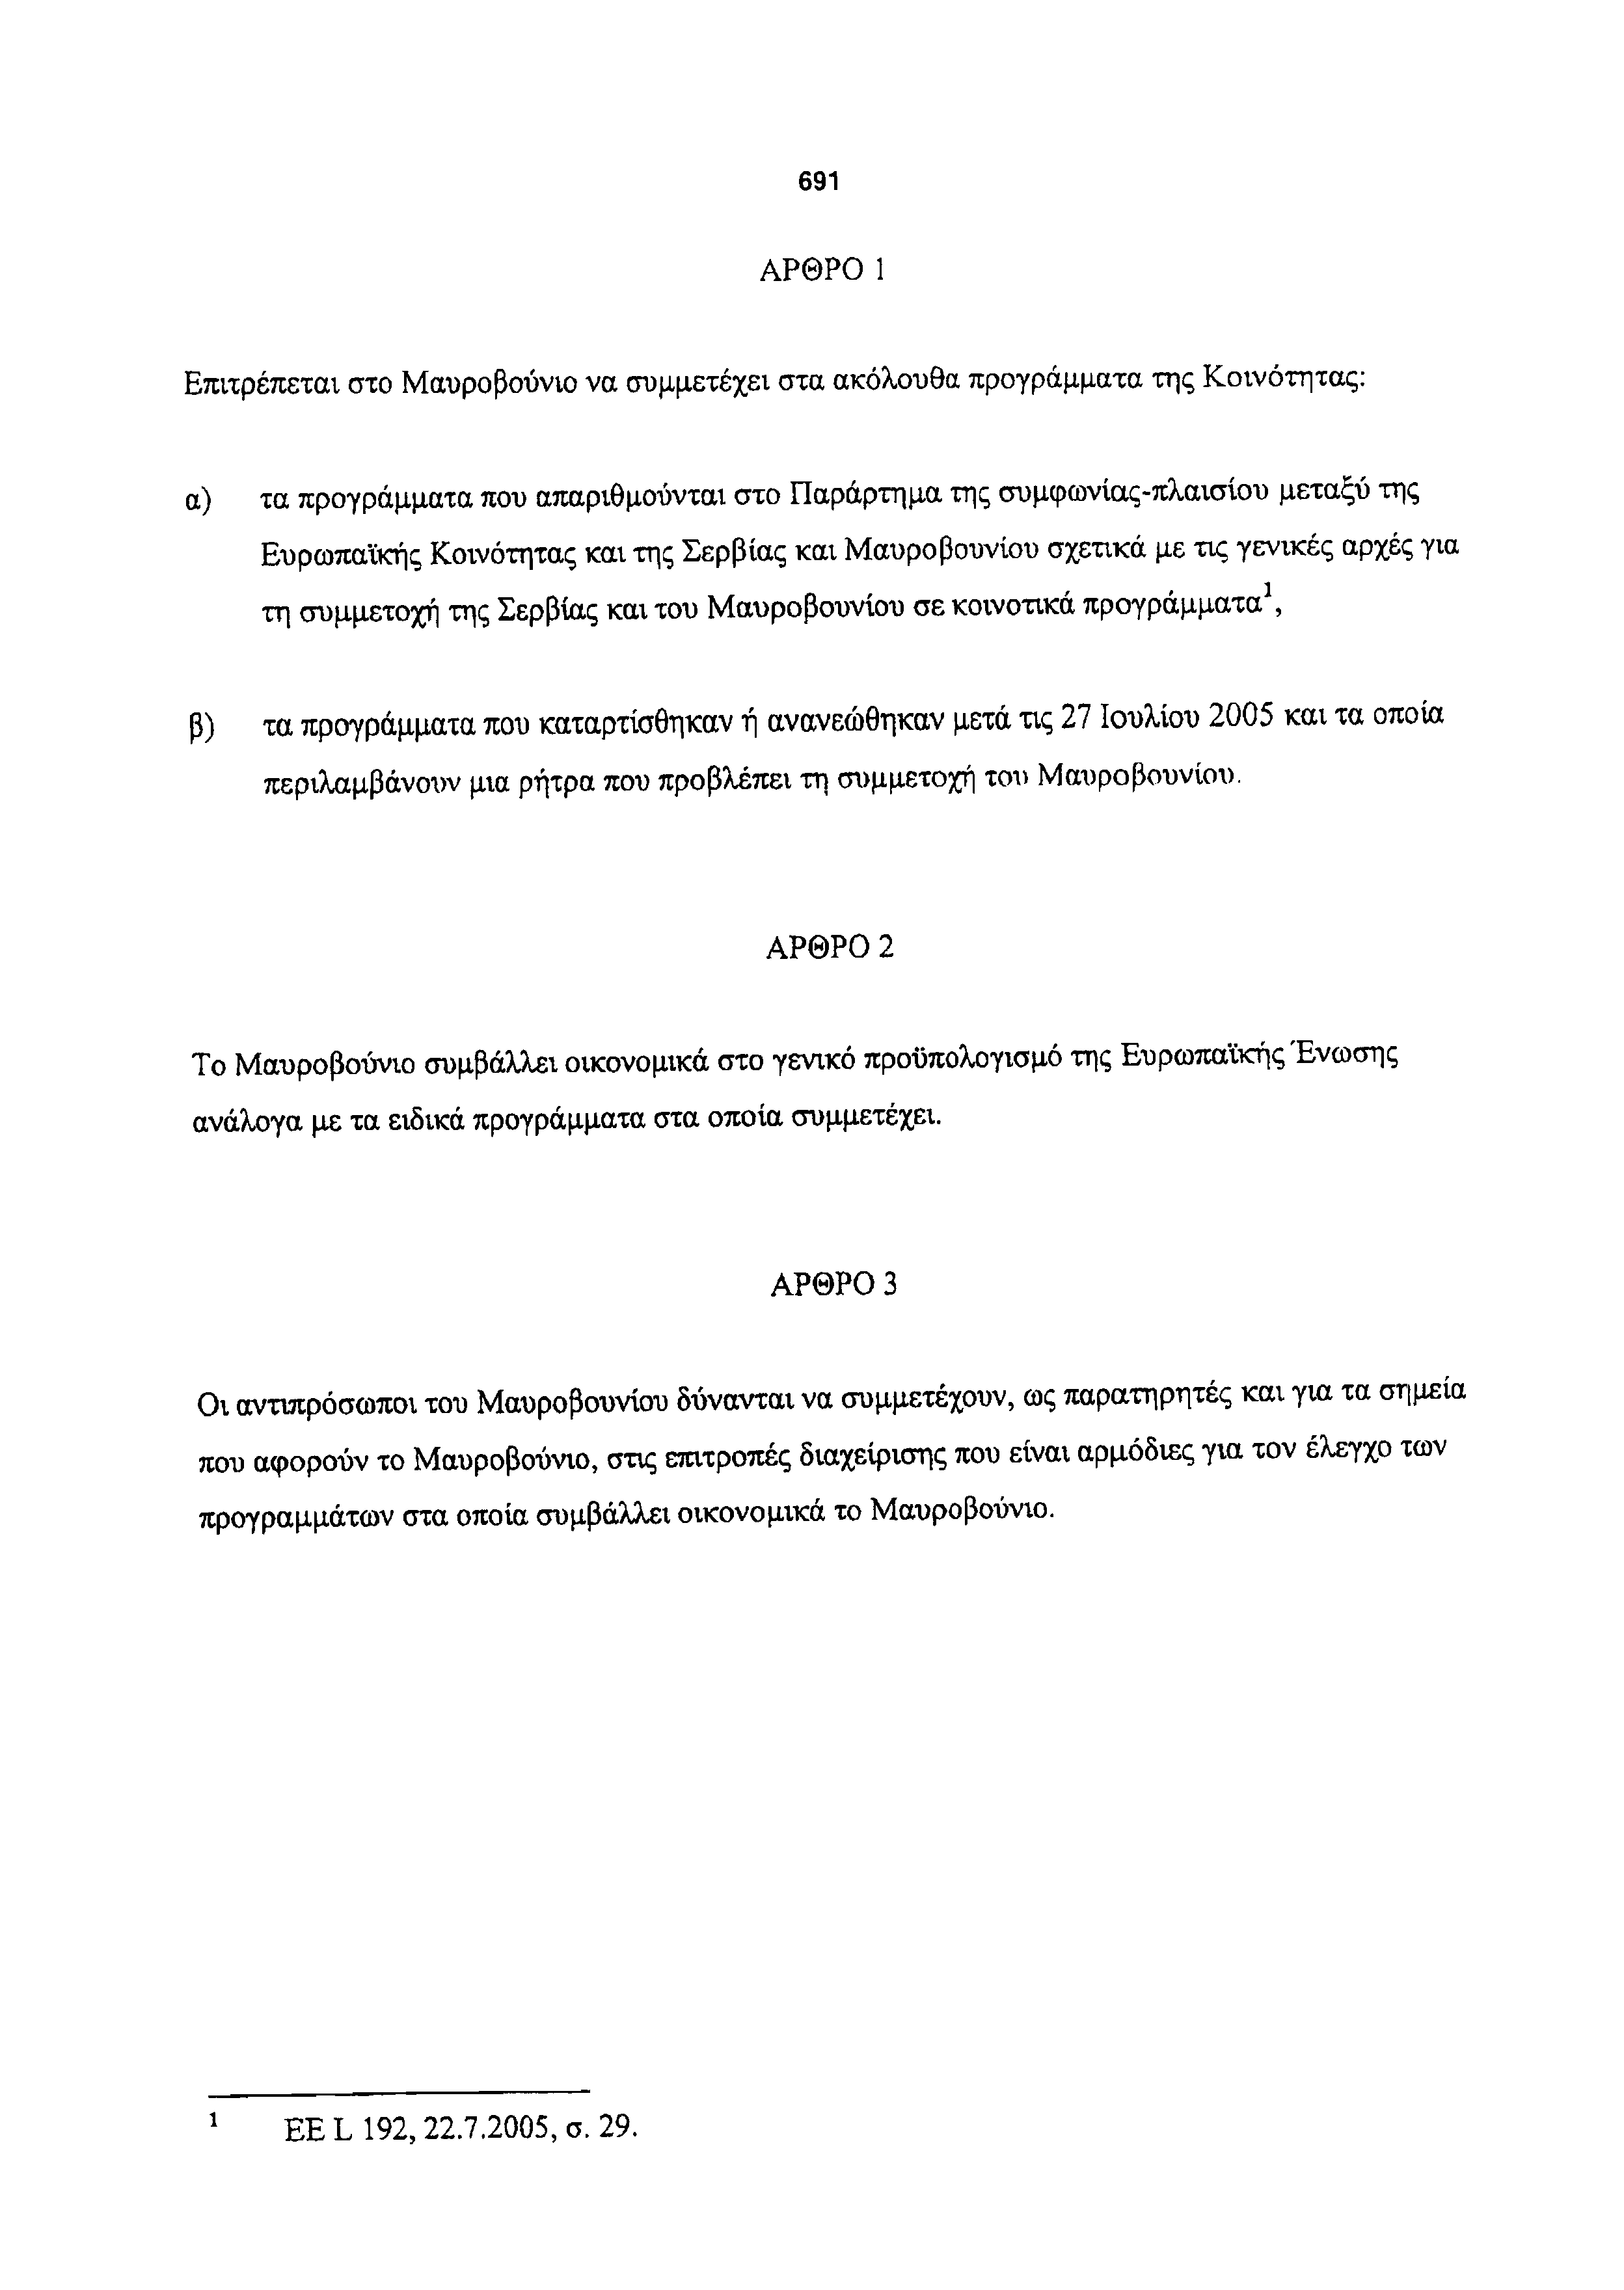 691
ΑΡΘΡΟ 1
Επιτρέπεται στο Μαυροβούνιο να συμμετέχει στα ακόλουθα προγράμματα της Κοινότητας:
α) τα προγράμματα που απαριθμούνται στο Παράρτημα της συμφωνίας-πλαισίου μεταξύ της
Ευρωπαϊκής Κοινότητας και της Σερβίας και Μαυροβουνίου σχετικά με τις γενικές αρχές για
τη συμμετοχή της Σερβίας και του Μαυροβουνίου σε κοινοτικά προγράμματα¹,
β) τα προγράμματα που καταρτίσθηκαν ή ανανεώθηκαν μετά τις 27 Ιουλίου 2005 και τα οποία
περιλαμβάνουν μια ρήτρα που προβλέπει τη συμμετοχή του Μαυροβουνίου.
ΑΡΘΡΟ 2
Το Μαυροβούνιο συμβάλλει οικονομικά στο γενικό προϋπολογισμό της Ευρωπαϊκής Ένωσης
ανάλογα με τα ειδικά προγράμματα στα οποία συμμετέχει.
ΑΡΘΡΟ 3
Οι αντιπρόσωποι του Μαυροβουνίου δύνανται να συμμετέχουν, ως παρατηρητές και για τα σημεία
που αφορούν το Μαυροβούνιο, στις επιτροπές διαχείρισης που είναι αρμόδιες για τον έλεγχο των
προγραμμάτων στα οποία συμβάλλει οικονομικά το Μαυροβούνιο.
¹ ΕΕ L 192, 22.7.2005, σ. 29.